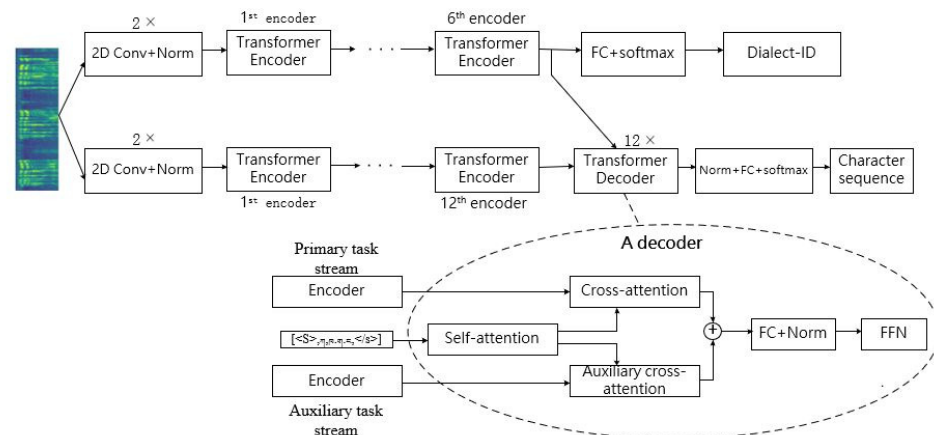 2 ×
1st encoder
6th encoder
2D Conv+Norm
Transformer
Encoder
. . .
Transformer
Encoder
FC+softmax
Dialect-ID
2 ×
12 ×
2D Conv+Norm
Transformer
Encoder
. . .
Transformer
Encoder
Transformer
Decoder
Norm+FC+softmax
Character
sequence
1st encoder
12th encoder
A decoder
Primary task
stream
Encoder
Cross-attention
[<S>, </s>]
Self-attention
+
FC+Norm
FFN
Encoder
Auxiliary cross-
attention
Auxiliary task
stream